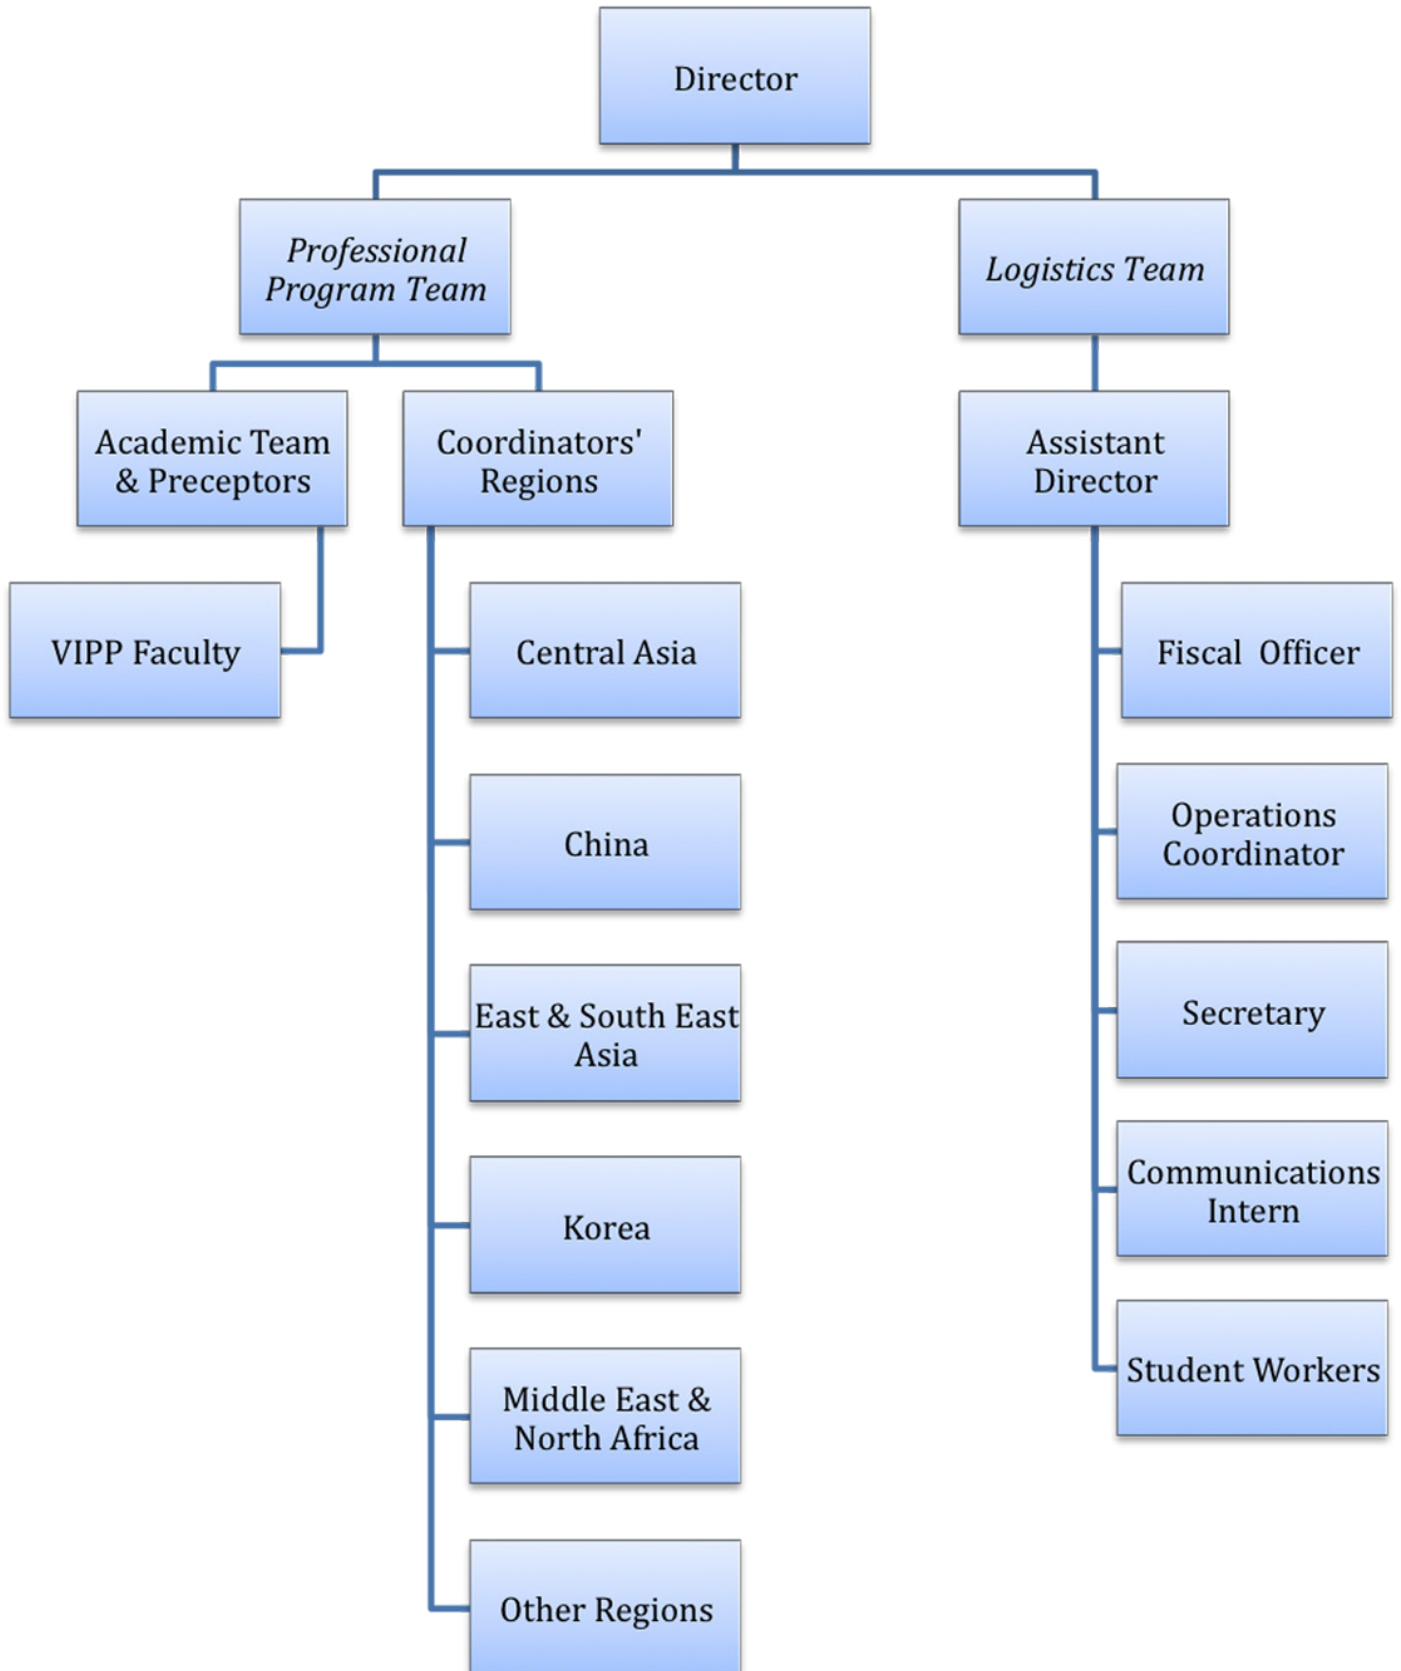 Director
Professional
Program Team
Logistics Team
Academic Team
& Preceptors
Coordinators'
Regions
Assistant
Director
VIPP Faculty
Central Asia
Fiscal  Officer
China
Operations
Coordinator
East & South East
Asia
Secretary
Korea
Communications
Intern
Middle East &
North Africa
Student Workers
Other Regions